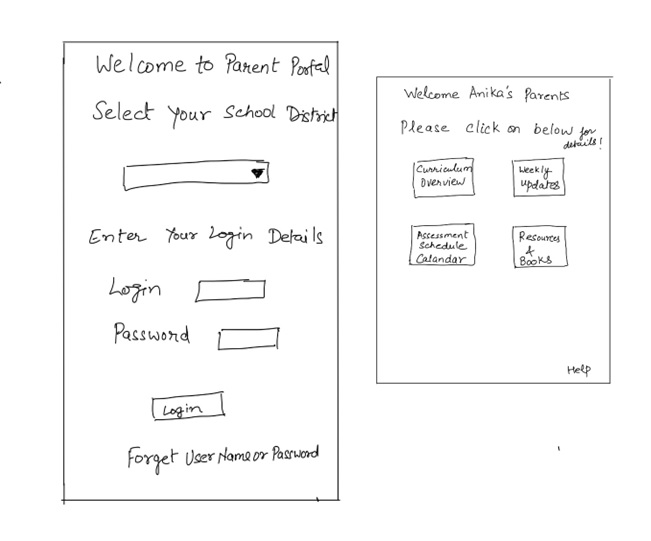 Welcome to Parent Portal
Select Your School District
Enter Your Login Details
Login
Password
Login
Forget User Name or Password
Welcome Anika's Parents
Please click on below for
details!
Curriculum
Overview
Weekly
Updates
Assessment
Schedule
Calandar
Resources
&
Books
Help